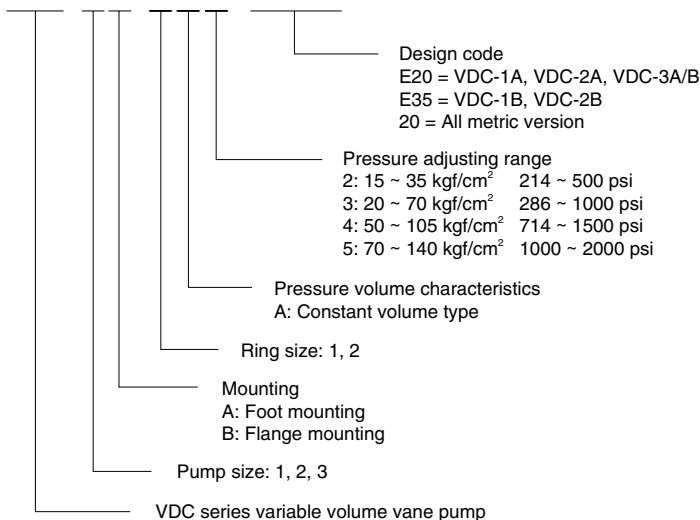 Design code
E20 = VDC-1A, VDC-2A, VDC-3A/B
E35 = VDC-1B, VDC-2B
20 = All metric version
Pressure adjusting range
2: 15 ~ 35 kgf/cm² 214 ~ 500 psi
3: 20 ~ 70 kgf/cm² 286 ~ 1000 psi
4: 50 ~ 105 kgf/cm² 714 ~ 1500 psi
5: 70 ~ 140 kgf/cm² 1000 ~ 2000 psi
Pressure volume characteristics
A: Constant volume type
Ring size: 1, 2
Mounting
A: Foot mounting
B: Flange mounting
Pump size: 1, 2, 3
VDC series variable volume vane pump